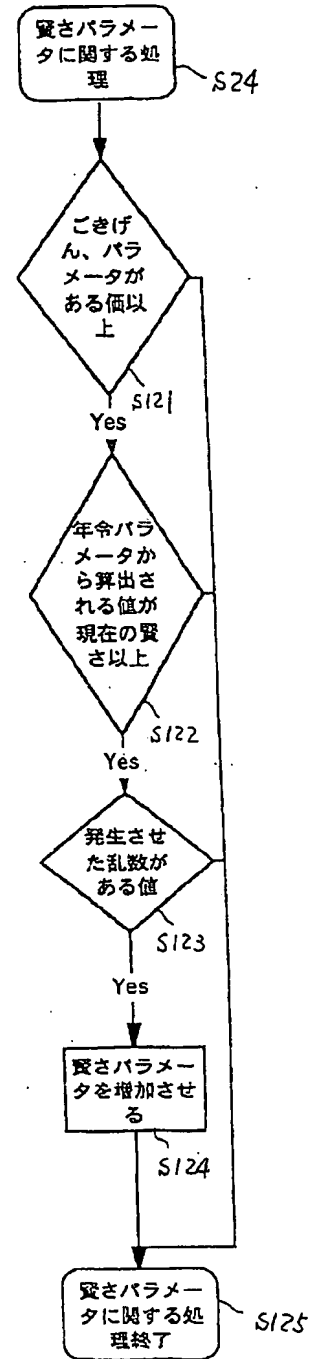 賢さパラメー
タに関する処
理
S24
ごきげ
ん、パラ
メータが
ある価以
上
S121
Yes
年令パラ
メータか
ら算出さ
れる値が
現在の賢
さ以上
S122
Yes
発生させ
た乱数が
ある値
S123
Yes
賢さパラメー
タを増加させ
る
S124
賢さパラメー
タに関する処
理終了
S125